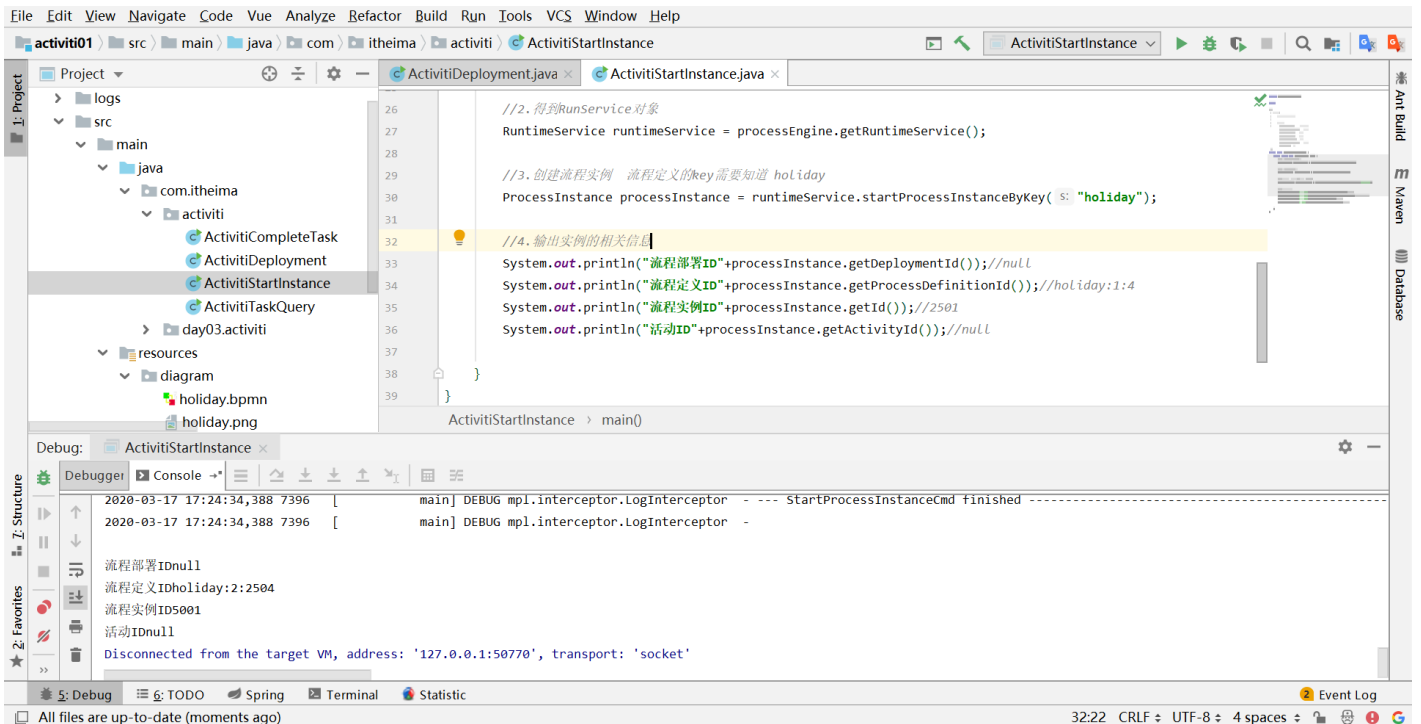 File Edit View Navigate Code Vue Analyze Refactor Build Run Tools VCS Window Help
activiti01 src main java com itheima activiti ActivitiStartInstance ActivitiStartInstance
Project ActivitiDeployment.java ActivitiStartInstance.java
1: Project
logs
src
main
java
com.itheima
activiti
ActivitiCompleteTask
ActivitiDeployment
ActivitiStartInstance
ActivitiTaskQuery
day03.activiti
resources
diagram
holiday.bpmn
holiday.png
26 //2.得到RunService对象
27 RuntimeService runtimeService = processEngine.getRuntimeService();
28
29 //3.创建流程实例 流程定义的key需要知道 holiday
30 ProcessInstance processInstance = runtimeService.startProcessInstanceByKey( s: "holiday");
31
32 //4.输出实例的相关信息
33 System.out.println("流程部署ID"+processInstance.getDeploymentId());//null
34 System.out.println("流程定义ID"+processInstance.getProcessDefinitionId());//holiday:1:4
35 System.out.println("流程实例ID"+processInstance.getId());//2501
36 System.out.println("活动ID"+processInstance.getActivityId());//null
37
38 }
39 }
ActivitiStartInstance › main()
Ant Build
m Maven
Database
Debug: ActivitiStartInstance
Debugger Console
7: Structure
2: Favorites
2020-03-17 17:24:34,388 7396 [ main] DEBUG mpl.interceptor.LogInterceptor - --- StartProcessInstanceCmd finished --------------------------------------------------
2020-03-17 17:24:34,388 7396 [ main] DEBUG mpl.interceptor.LogInterceptor -
流程部署IDnull
流程定义IDholiday:2:2504
流程实例ID5001
活动IDnull
Disconnected from the target VM, address: '127.0.0.1:50770', transport: 'socket'
5: Debug 6: TODO Spring Terminal Statistic 2 Event Log
All files are up-to-date (moments ago) 32:22 CRLF UTF-8 4 spaces